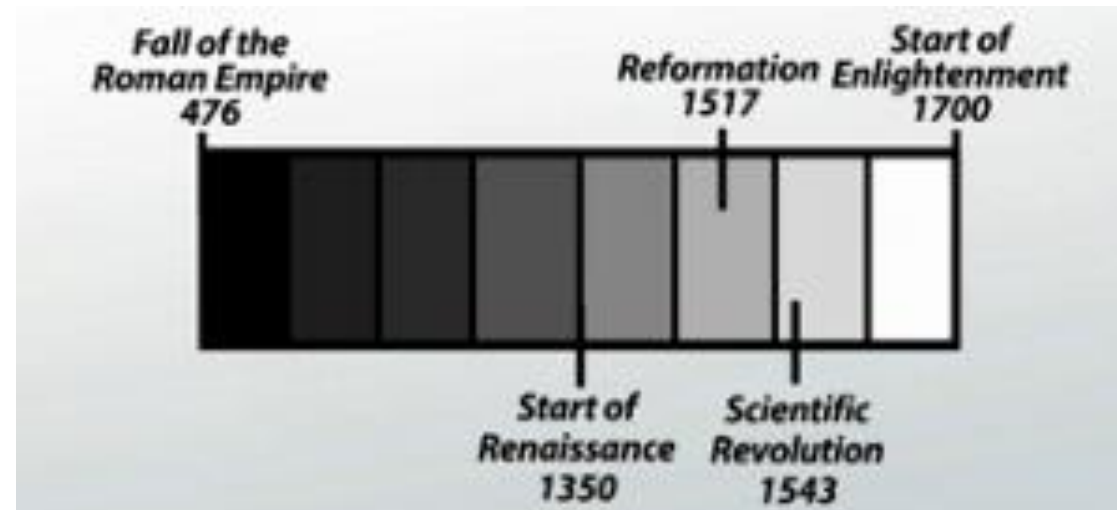 Fall of the
Roman Empire
476
Reformation
1517
Start of
Enlightenment
1700
Start of
Renaissance
1350
Scientific
Revolution
1543